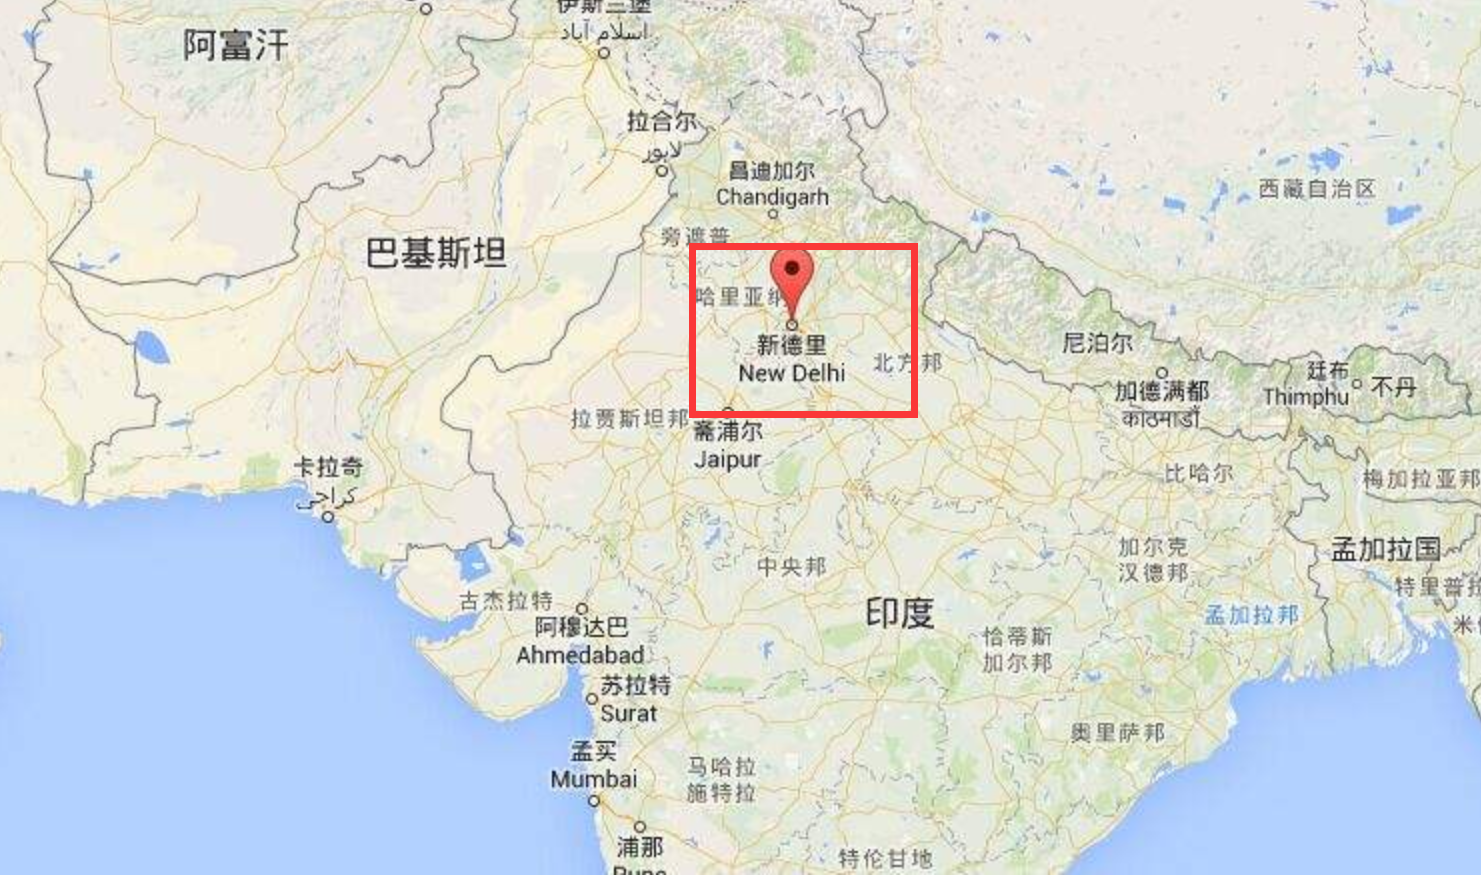 伊斯兰堡
اسلام آباد
阿富汗
拉合尔
لاہور
昌迪加尔
Chandigarh
西藏自治区
旁遮普
巴基斯坦
哈里亚纳
新德里
New Delhi
北方邦
尼泊尔
加德满都
काठमाडौं
廷布
Thimphu
不丹
拉贾斯坦邦
斋浦尔
Jaipur
卡拉奇
كراچى
比哈尔
梅加拉亚邦
中央邦
加尔克
汉德邦
孟加拉国
特里普拉
古杰拉特
孟加拉邦
阿穆达巴
Ahmedabad
印度
恰蒂斯
加尔邦
苏拉特
Surat
奥里萨邦
孟买
Mumbai
马哈拉
施特拉
浦那
Pune
特伦甘地